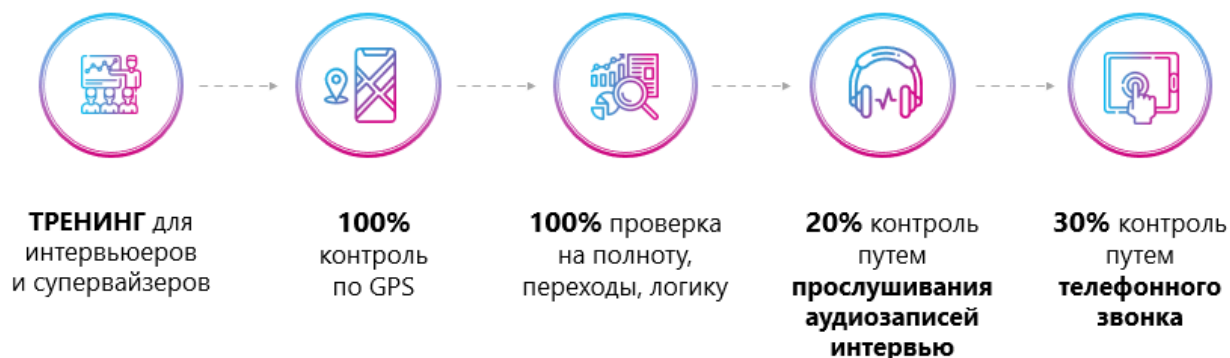 ТРЕНИНГ для
интервьюеров
и супервайзеров
100%
контроль
по GPS
100% проверка
на полноту,
переходы, логику
20% контроль
путем
прослушивания
аудиозаписей
интервью
30% контроль
путем
телефонного
звонка